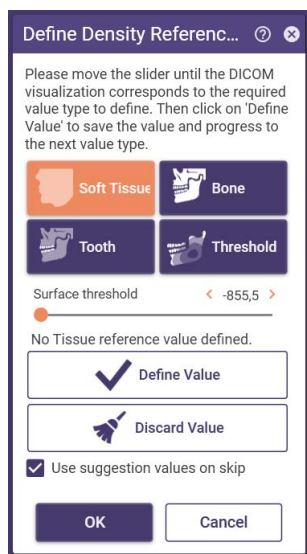 Define Density Referenc...
Please move the slider until the DICOM
visualization corresponds to the required
value type to define. Then click on 'Define
Value' to save the value and progress to
the next value type.
Soft Tissue
Bone
Tooth
Threshold
Surface threshold < -855,5 >
No Tissue reference value defined.
Define Value
Discard Value
Use suggestion values on skip
OK
Cancel